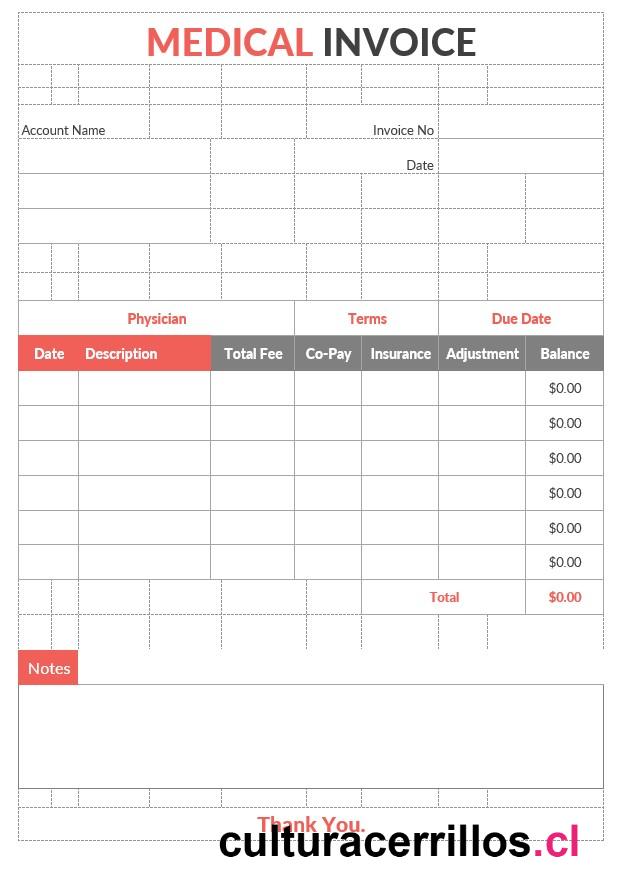 MEDICAL INVOICE
Account Name Invoice No
Date
Physician Terms Due Date
Date Description Total Fee Co-Pay Insurance Adjustment Balance
$0.00
$0.00
$0.00
$0.00
$0.00
$0.00
Total $0.00
Notes
Thank You.
culturacerrillos.cl